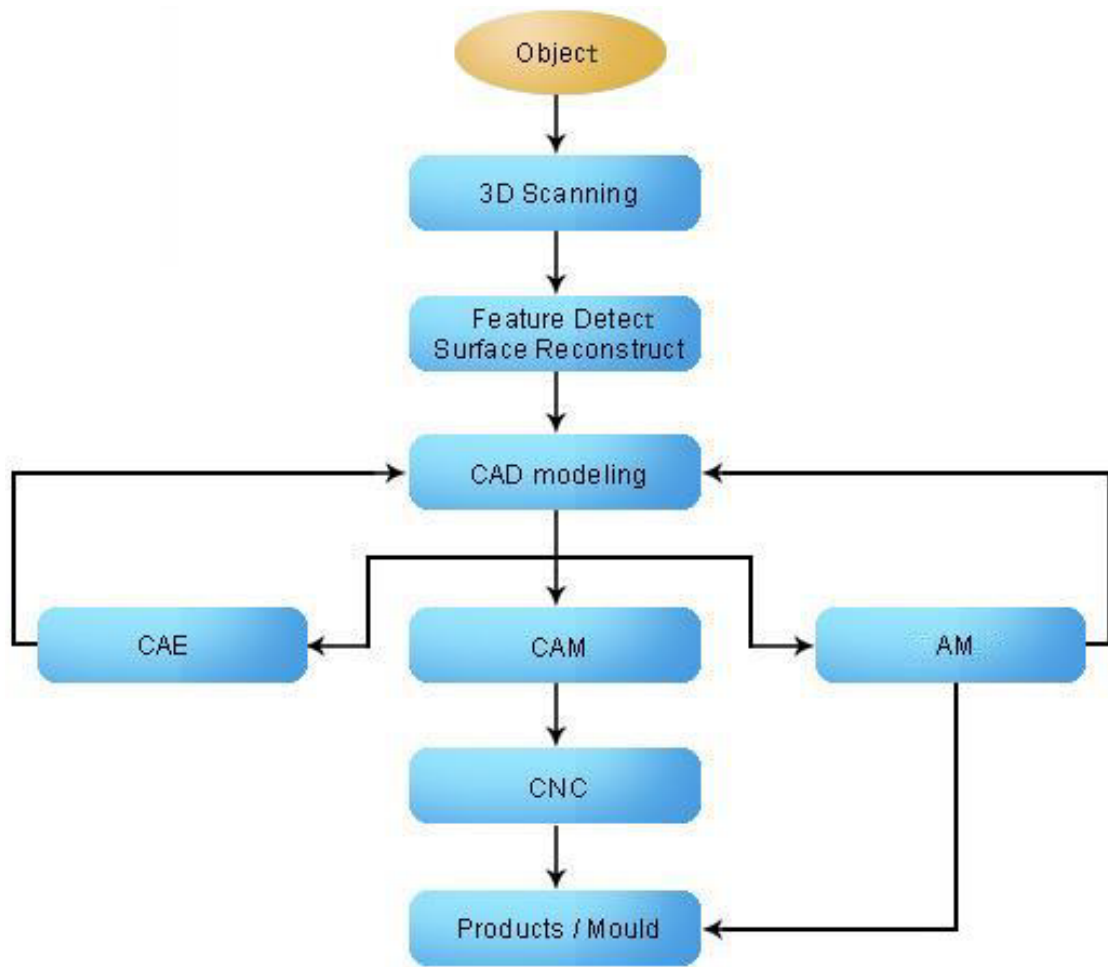 Object
3D Scanning
Feature Detect
Surface Reconstruct
CAD modeling
CAE
CAM
AM
CNC
Products / Mould